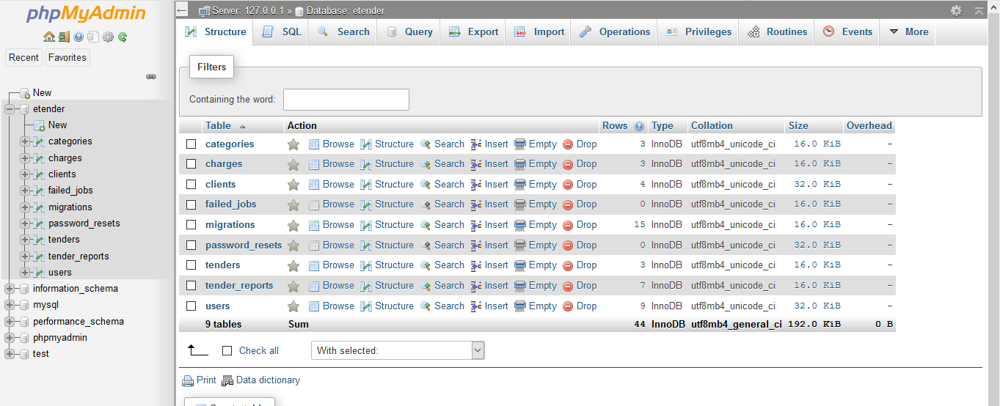 phpMyAdmin
Recent Favorites
New
etender
New
categories
charges
clients
failed_jobs
migrations
password_resets
tenders
tender_reports
users
information_schema
mysql
performance_schema
phpmyadmin
test
Server: 127.0.0.1 » Database: etender
Structure SQL Search Query Export Import Operations Privileges Routines Events More
Filters
Containing the word:
Table Action Rows Type Collation Size Overhead
categories Browse Structure Search Insert Empty Drop 3 InnoDB utf8mb4_unicode_ci 16.0 KiB -
charges Browse Structure Search Insert Empty Drop 3 InnoDB utf8mb4_unicode_ci 16.0 KiB -
clients Browse Structure Search Insert Empty Drop 4 InnoDB utf8mb4_unicode_ci 32.0 KiB -
failed_jobs Browse Structure Search Insert Empty Drop 0 InnoDB utf8mb4_unicode_ci 16.0 KiB -
migrations Browse Structure Search Insert Empty Drop 15 InnoDB utf8mb4_unicode_ci 16.0 KiB -
password_resets Browse Structure Search Insert Empty Drop 0 InnoDB utf8mb4_unicode_ci 32.0 KiB -
tenders Browse Structure Search Insert Empty Drop 3 InnoDB utf8mb4_unicode_ci 16.0 KiB -
tender_reports Browse Structure Search Insert Empty Drop 7 InnoDB utf8mb4_unicode_ci 16.0 KiB -
users Browse Structure Search Insert Empty Drop 9 InnoDB utf8mb4_unicode_ci 32.0 KiB -
9 tables Sum 44 InnoDB utf8mb4_general_ci 192.0 KiB 0 B
Check all With selected:
Print Data dictionary